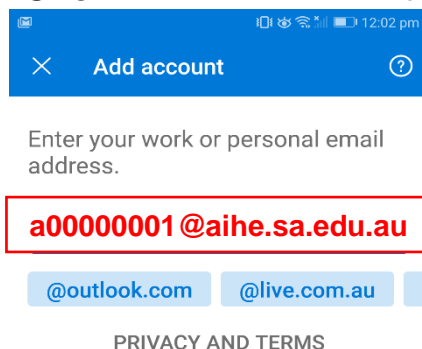 12:02 pm
Add account
Enter your work or personal email
address.
a00000001@aihe.sa.edu.au
@outlook.com @live.com.au
PRIVACY AND TERMS